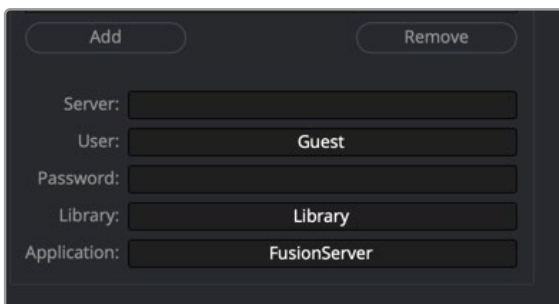 Add Remove
Server:
User: Guest
Password:
Library: Library
Application: FusionServer